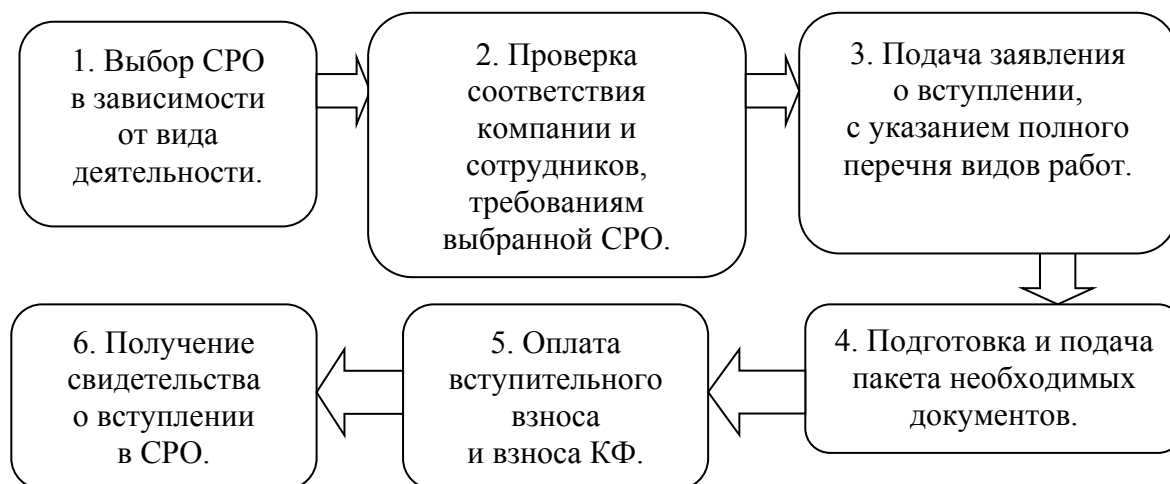 1. Выбор СРО
в зависимости
от вида
деятельности.
2. Проверка
соответствия
компании и
сотрудников,
требованиям
выбранной СРО.
3. Подача заявления
о вступлении,
с указанием полного
перечня видов работ.
4. Подготовка и подача
пакета необходимых
документов.
5. Оплата
вступительного
взноса
и взноса КФ.
6. Получение
свидетельства
о вступлении
в СРО.